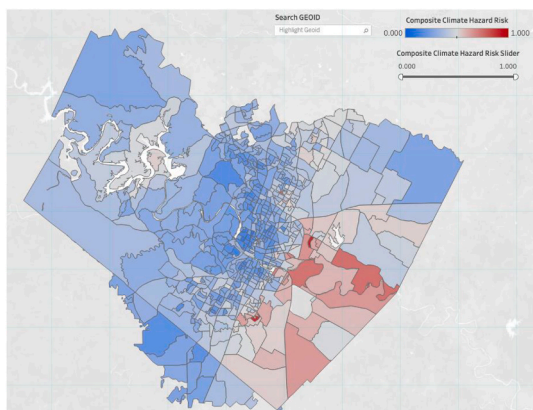 Search GEOID
Highlight Geoid
Composite Climate Hazard Risk
0.000
1.000
Composite Climate Hazard Risk Slider
0.000
1.000